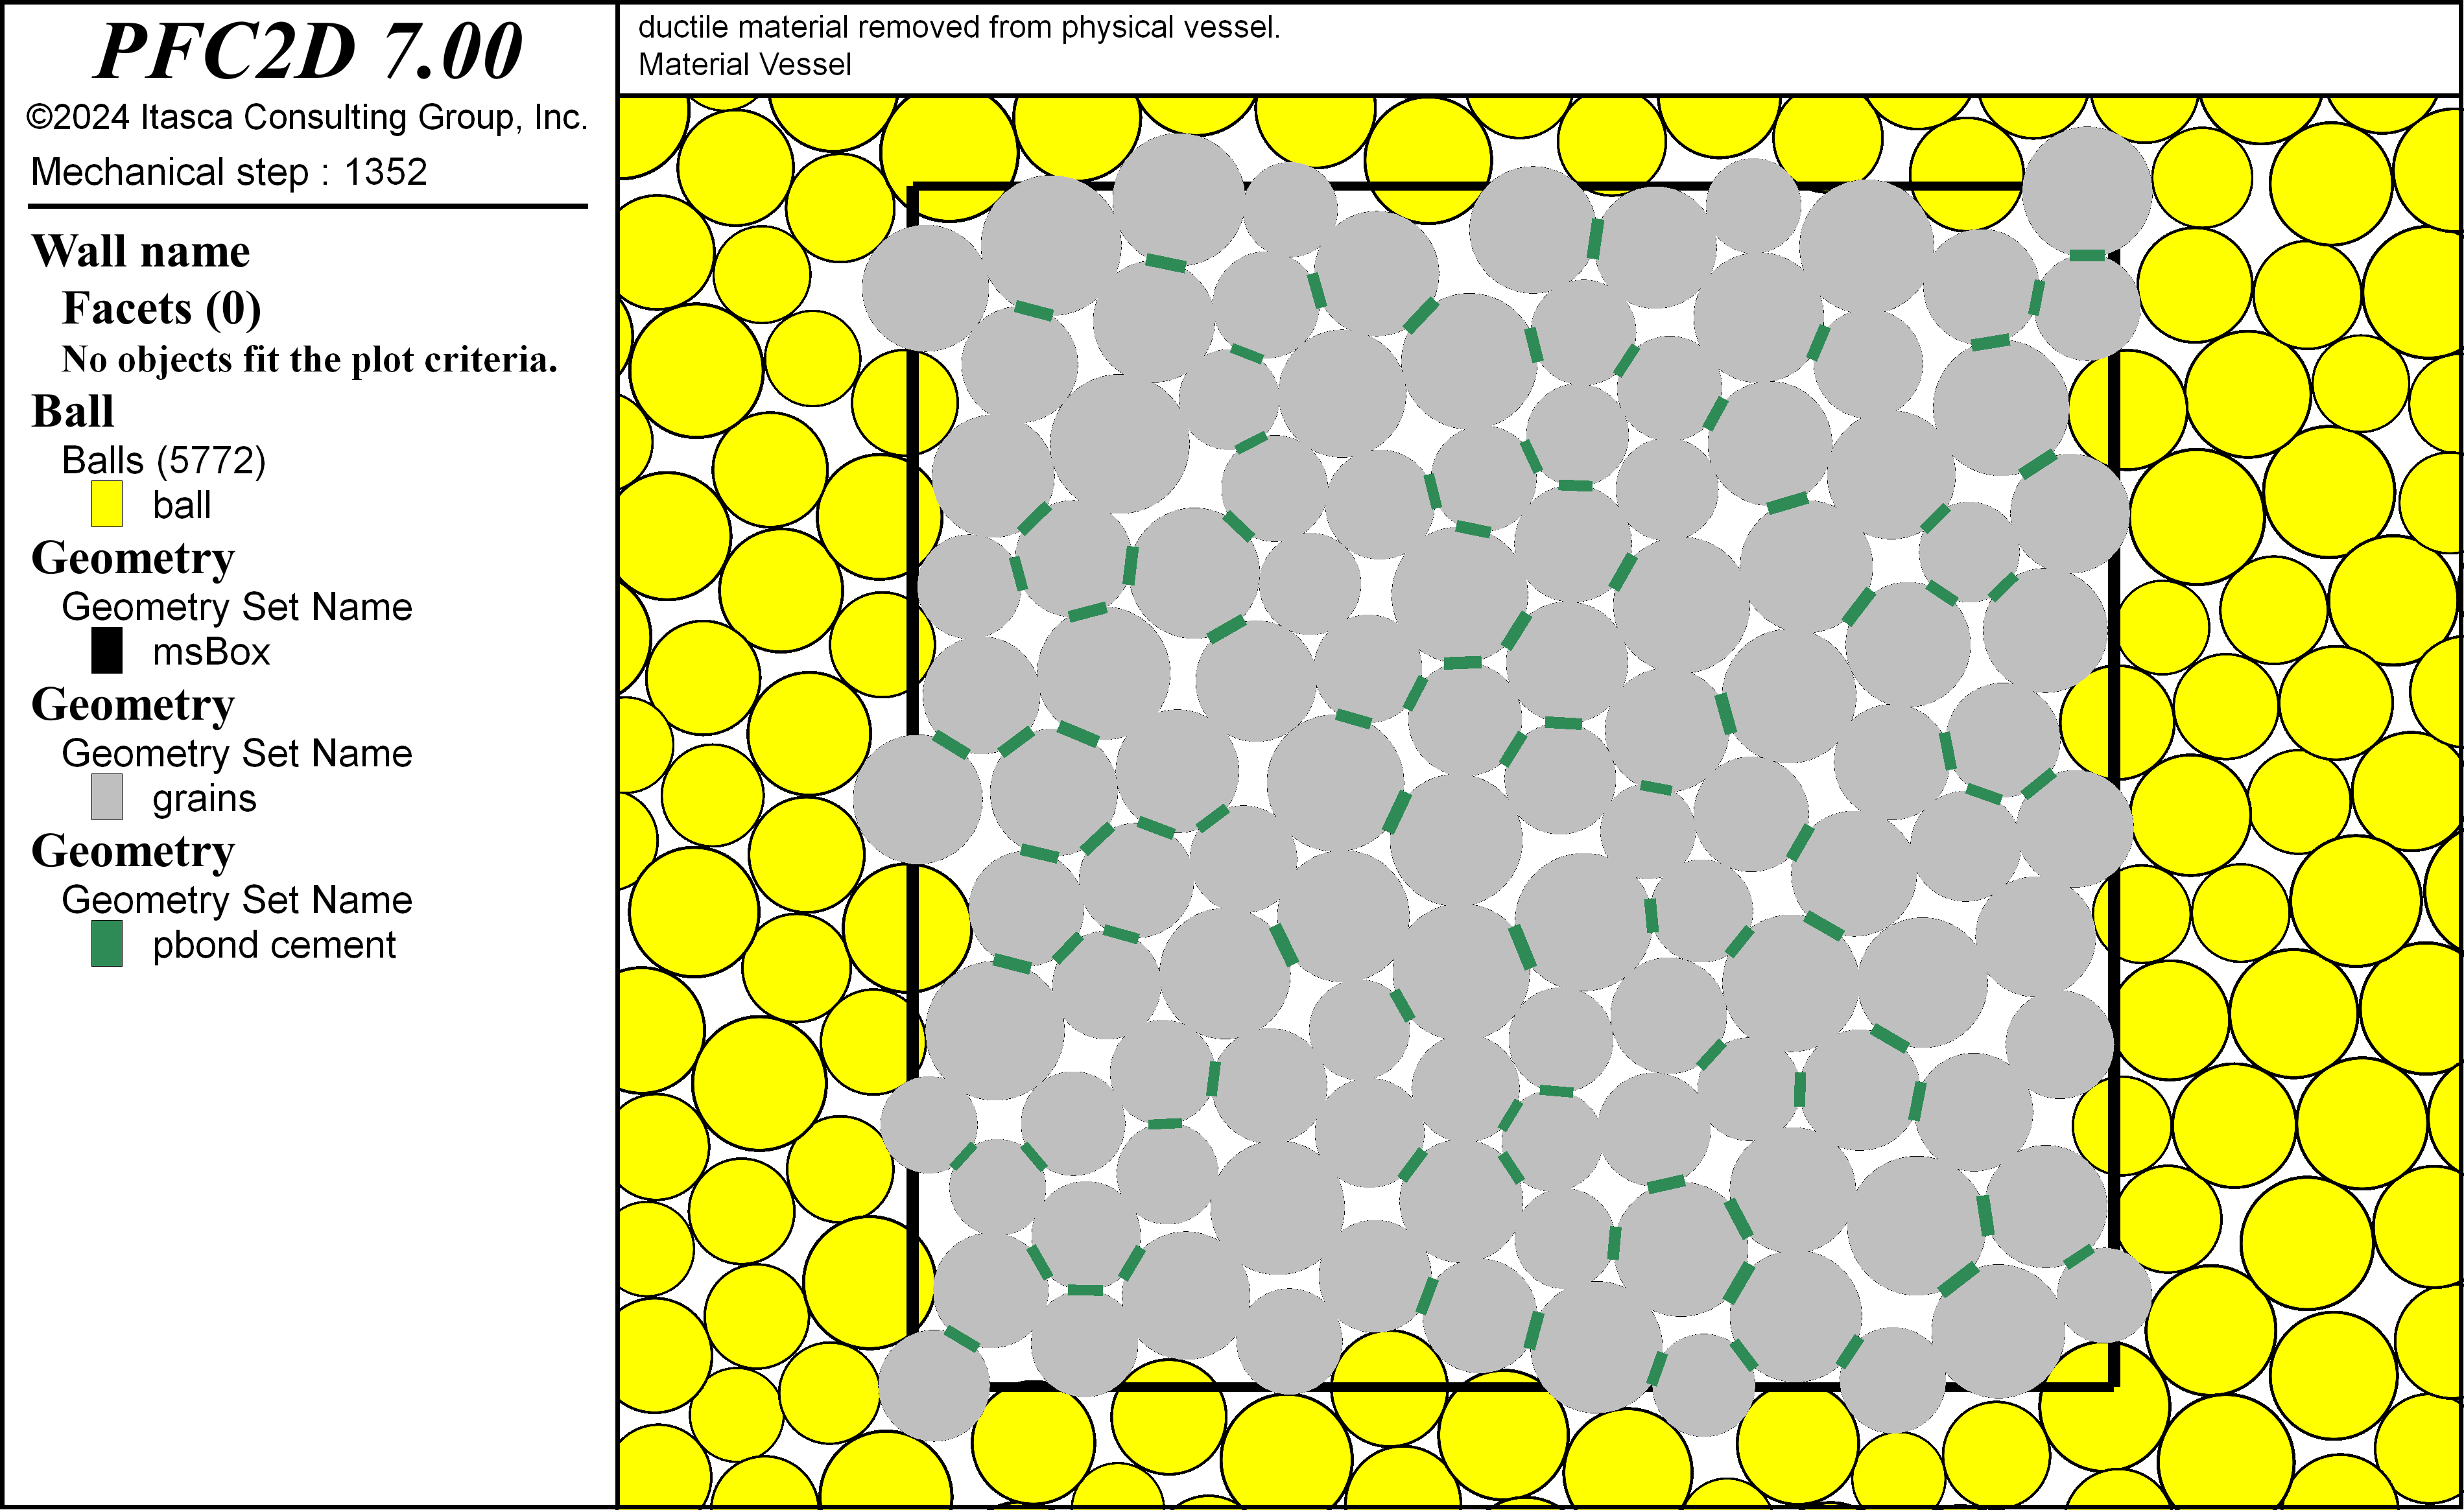 PFC2D 7.00
©2024 Itasca Consulting Group, Inc.
Mechanical step : 1352
Wall name
Facets (0)
No objects fit the plot criteria.
Ball
Balls (5772)
ball
Geometry
Geometry Set Name
msBox
Geometry
Geometry Set Name
grains
Geometry
Geometry Set Name
pbond cement
ductile material removed from physical vessel.
Material Vessel